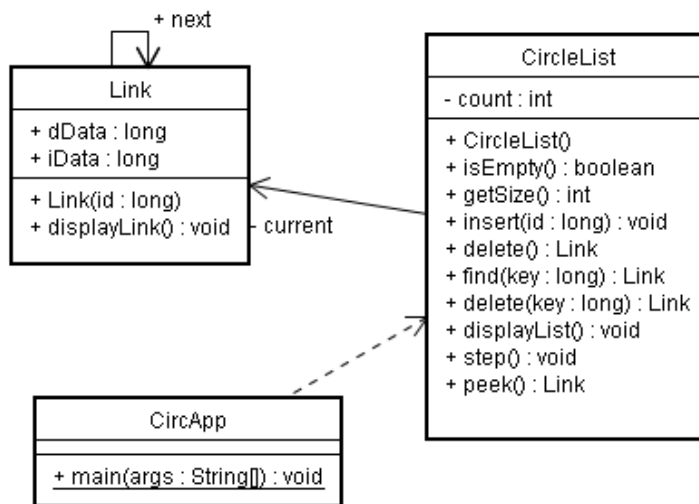 + next
Link
+ dData : long
+ iData : long
+ Link(id : long)
+ displayLink() : void
- current
CircleList
- count : int
+ CircleList()
+ isEmpty() : boolean
+ getSize() : int
+ insert(id : long) : void
+ delete() : Link
+ find(key : long) : Link
+ delete(key : long) : Link
+ displayList() : void
+ step() : void
+ peek() : Link
CircApp
+ main(args : String[]) : void